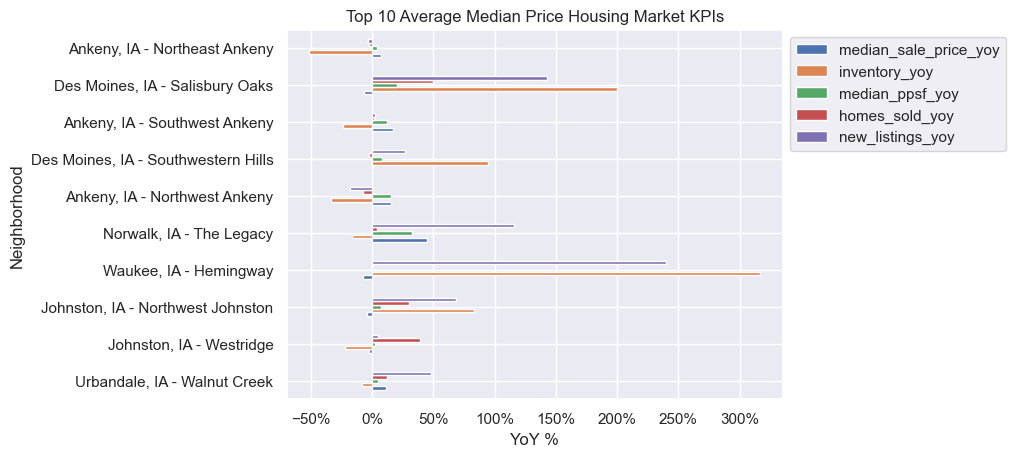 Top 10 Average Median Price Housing Market KPIs
Ankeny, IA - Northeast Ankeny
Des Moines, IA - Salisbury Oaks
Ankeny, IA - Southwest Ankeny
Des Moines, IA - Southwestern Hills
Ankeny, IA - Northwest Ankeny
Norwalk, IA - The Legacy
Waukee, IA - Hemingway
Johnston, IA - Northwest Johnston
Johnston, IA - Westridge
Urbandale, IA - Walnut Creek
Neighborhood
−50% 0% 50% 100% 150% 200% 250% 300%
YoY %
median_sale_price_yoy
inventory_yoy
median_ppsf_yoy
homes_sold_yoy
new_listings_yoy